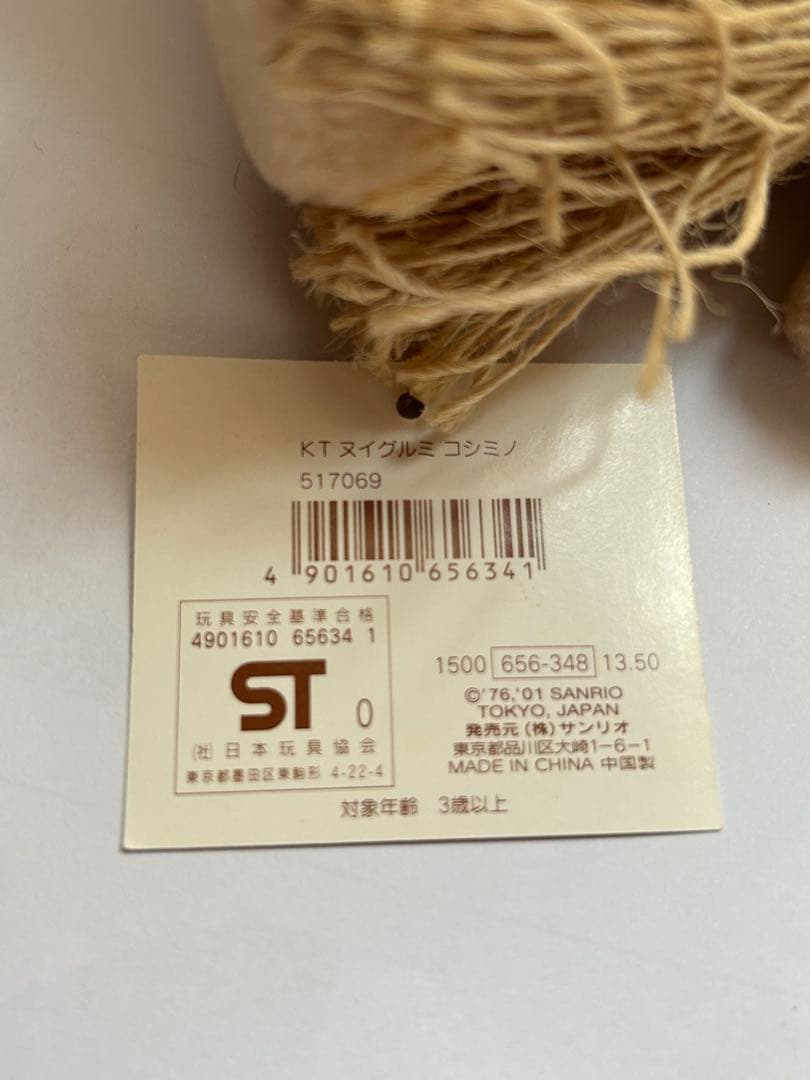 KT ヌイグルミ コシミノ
517069
4 901610 656341
玩具安全基準合格
4901610 65634 1
ST 0
(社)日本玩具協会
東京都墨田区東駒形 4-22-4
1500 656-348 13.50
©'76,'01 SANRIO
TOKYO, JAPAN
発売元 (株)サンリオ
東京都品川区大崎1-6-1
MADE IN CHINA 中国製
対象年齢 3歳以上